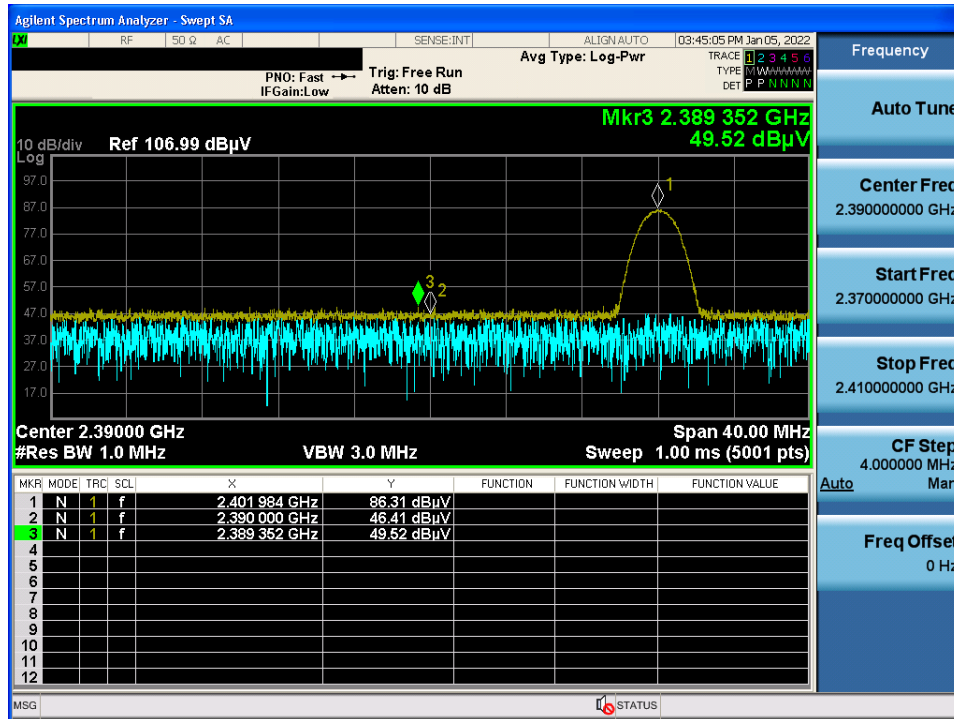 Agilent Spectrum Analyzer - Swept SA
LXI RF 50 Ω AC SENSE:INT ALIGN AUTO 03:45:05 PM Jan 05, 2022
PNO: Fast Trig: Free Run Avg Type: Log-Pwr TRACE 1 2 3 4 5 6
IFGain:Low Atten: 10 dB TYPE M W W W W W
DET P P N N N N
Mkr3 2.389 352 GHz
49.52 dBµV
10 dB/div Ref 106.99 dBµV
Log
97.0
87.0
77.0
67.0
57.0
47.0
37.0
27.0
17.0
1
3
2
Center 2.39000 GHz Span 40.00 MHz
#Res BW 1.0 MHz VBW 3.0 MHz Sweep 1.00 ms (5001 pts)
MKR MODE TRC SCL X Y FUNCTION FUNCTION WIDTH FUNCTION VALUE
1 N 1 f 2.401 984 GHz 86.31 dBµV
2 N 1 f 2.390 000 GHz 46.41 dBµV
3 N 1 f 2.389 352 GHz 49.52 dBµV
4
5
6
7
8
9
10
11
12
MSG STATUS
Frequency
Auto Tune
Center Freq
2.390000000 GHz
Start Freq
2.370000000 GHz
Stop Freq
2.410000000 GHz
CF Step
4.000000 MHz
Auto Man
Freq Offset
0 Hz